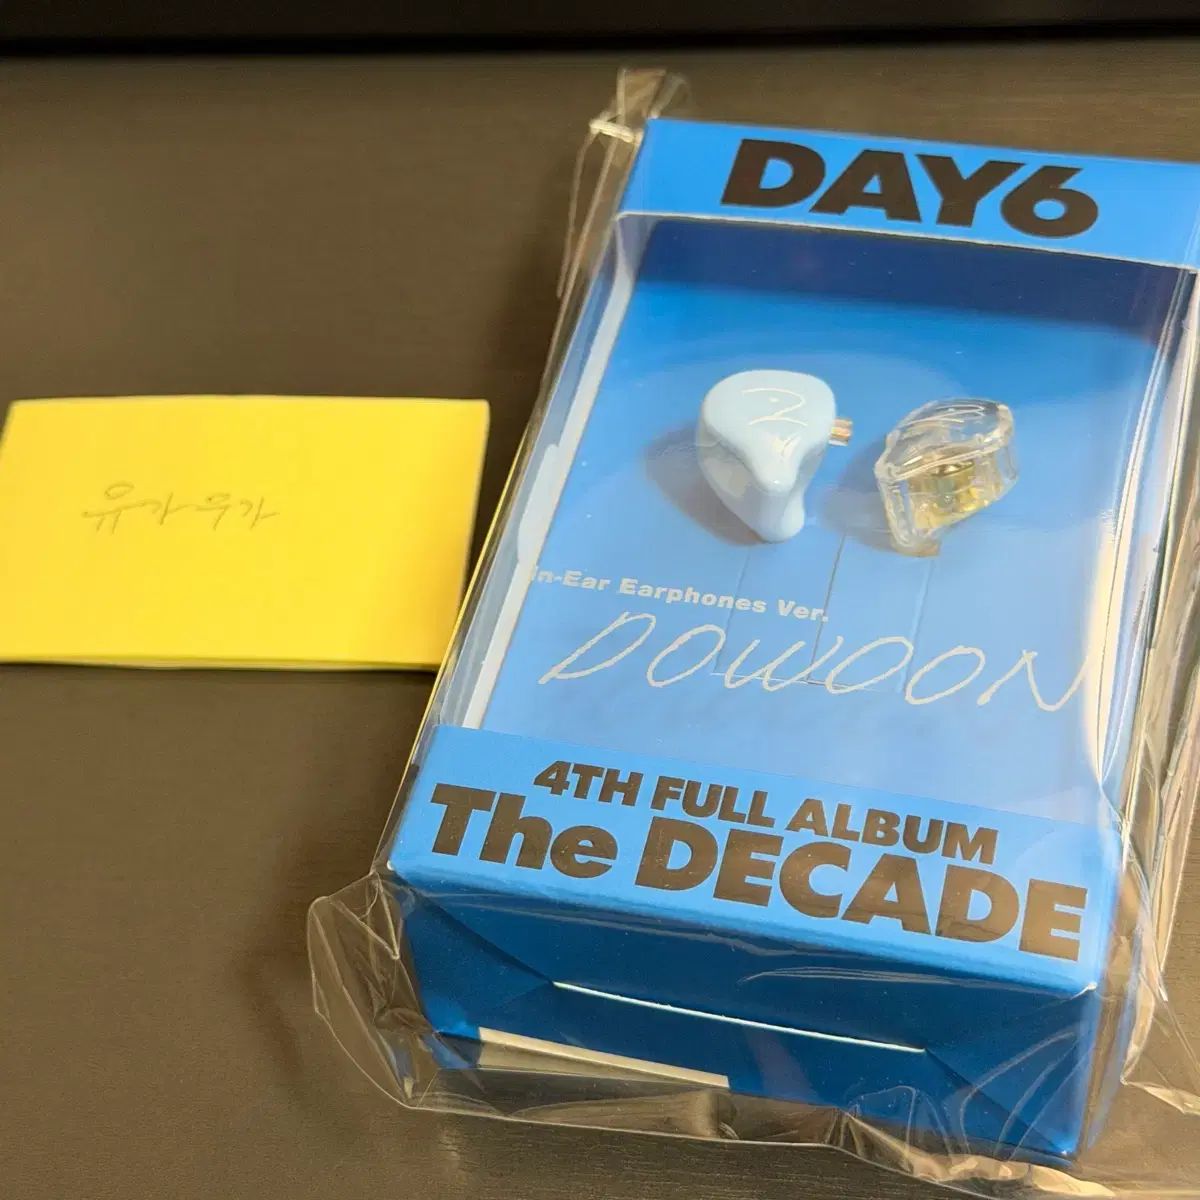 유가우가
DAY6
In-Ear Earphones Ver.
DOWOON
4TH FULL ALBUM
The DECADE